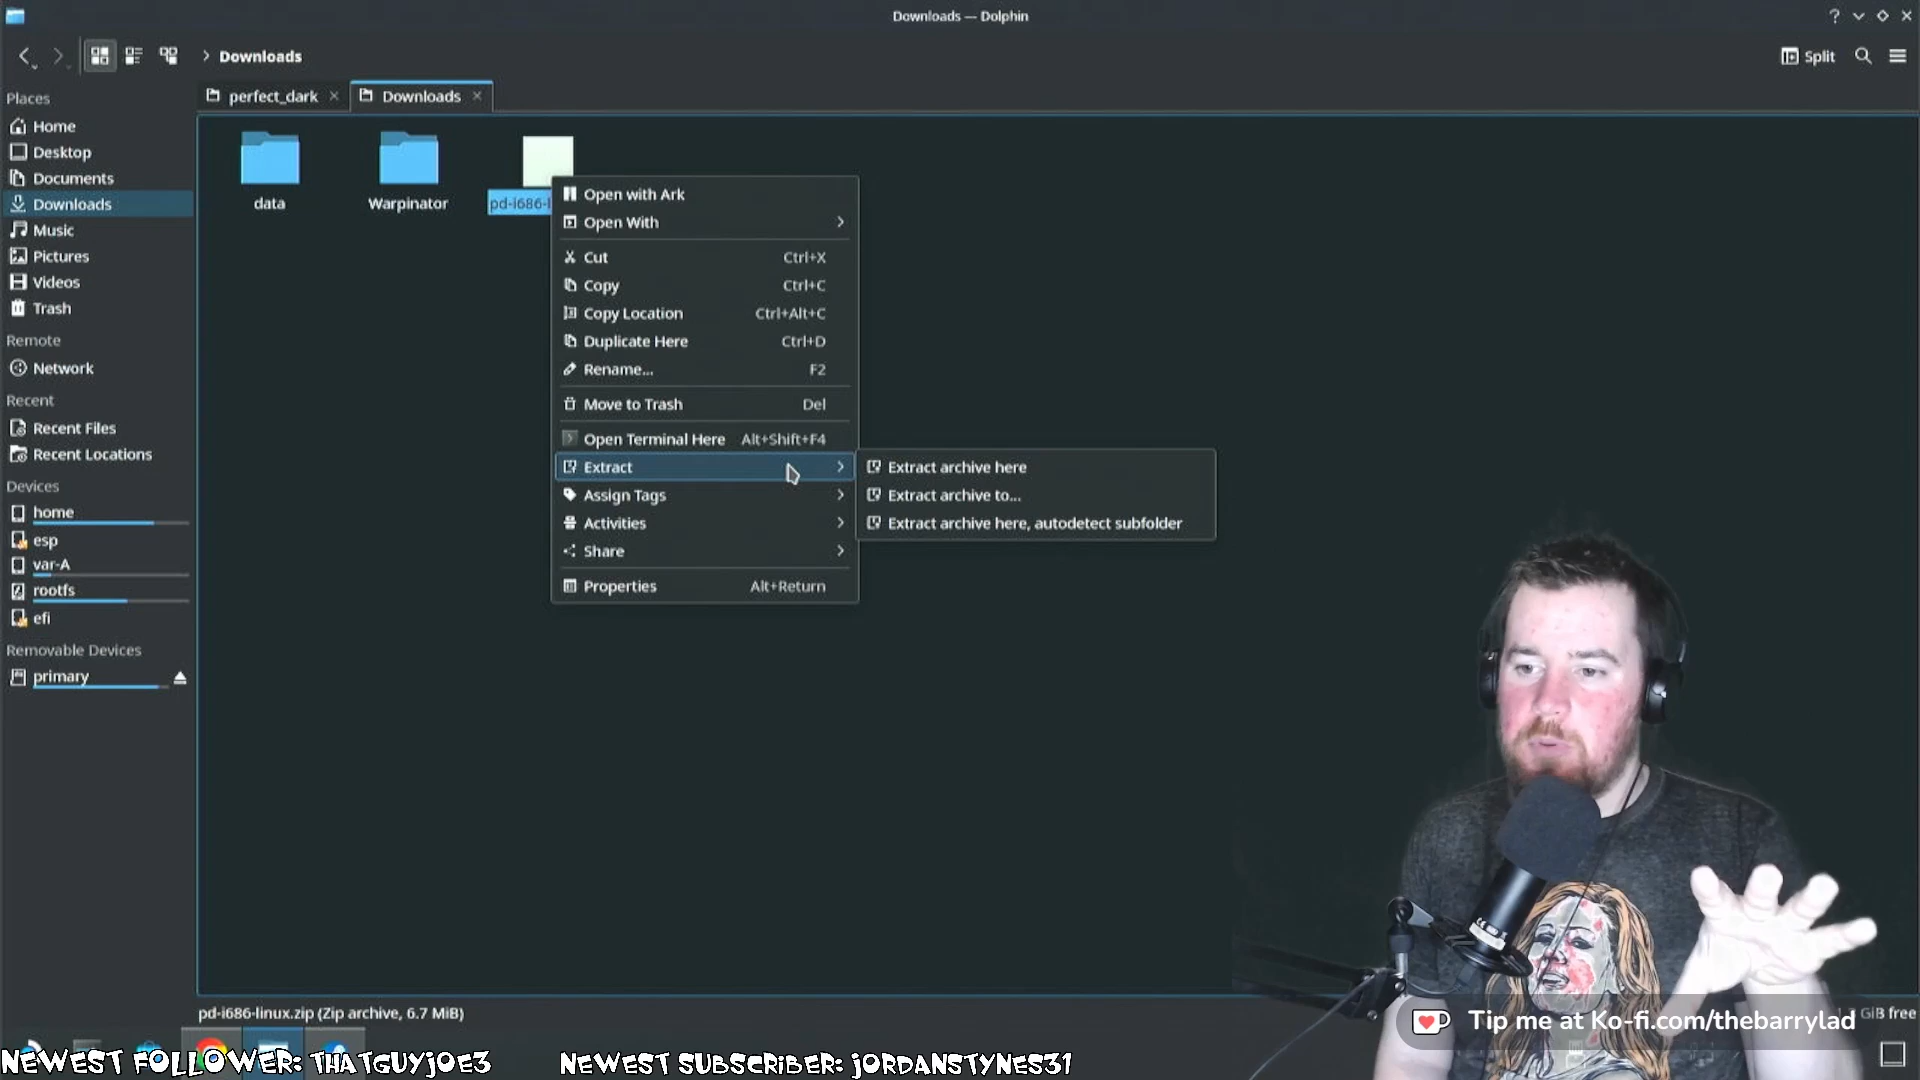 Downloads — Dolphin
Downloads
Split
perfect_dark
Downloads
Places
Home
Desktop
Documents
Downloads
Music
Pictures
Videos
Trash
Remote
Network
Recent
Recent Files
Recent Locations
Devices
home
esp
var-A
rootfs
efi
Removable Devices
primary
data
Warpinator
pd-i686-l
Open with Ark
Open With
Cut Ctrl+X
Copy Ctrl+C
Copy Location Ctrl+Alt+C
Duplicate Here Ctrl+D
Rename... F2
Move to Trash Del
Open Terminal Here Alt+Shift+F4
Extract
Assign Tags
Activities
Share
Properties Alt+Return
Extract archive here
Extract archive to...
Extract archive here, autodetect subfolder
pd-i686-linux.zip (Zip archive, 6.7 MiB)
GiB free
Tip me at Ko-fi.com/thebarrylad
NEWEST FOLLOWER: THATGUYJOE3
NEWEST SUBSCRIBER: JORDANSTYNES31